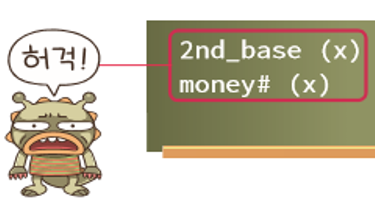 허걱!
2nd_base (x)
money# (x)